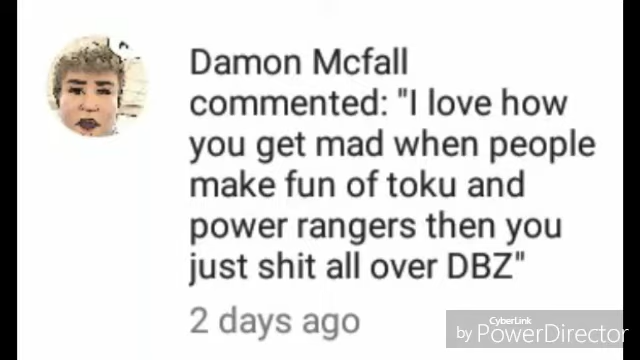 Damon Mcfall
commented: "I love how
you get mad when people
make fun of toku and
power rangers then you
just shit all over DBZ"
2 days ago
CyberLink
by PowerDirector